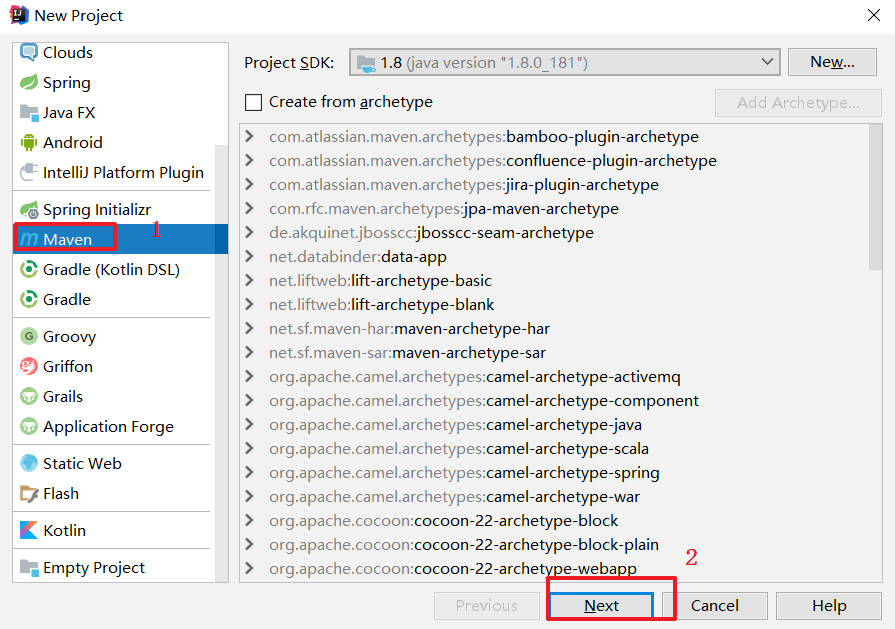 New Project
Clouds
Spring
Java FX
Android
IntelliJ Platform Plugin
Spring Initializr
Maven
1
Gradle (Kotlin DSL)
Gradle
Groovy
Griffon
Grails
Application Forge
Static Web
Flash
Kotlin
Empty Project
Project SDK: 1.8 (java version "1.8.0_181") New...
Create from archetype Add Archetype...
com.atlassian.maven.archetypes:bamboo-plugin-archetype
com.atlassian.maven.archetypes:confluence-plugin-archetype
com.atlassian.maven.archetypes:jira-plugin-archetype
com.rfc.maven.archetypes:jpa-maven-archetype
de.akquinet.jbosscc:jbosscc-seam-archetype
net.databinder:data-app
net.liftweb:lift-archetype-basic
net.liftweb:lift-archetype-blank
net.sf.maven-har:maven-archetype-har
net.sf.maven-sar:maven-archetype-sar
org.apache.camel.archetypes:camel-archetype-activemq
org.apache.camel.archetypes:camel-archetype-component
org.apache.camel.archetypes:camel-archetype-java
org.apache.camel.archetypes:camel-archetype-scala
org.apache.camel.archetypes:camel-archetype-spring
org.apache.camel.archetypes:camel-archetype-war
org.apache.cocoon:cocoon-22-archetype-block
org.apache.cocoon:cocoon-22-archetype-block-plain
org.apache.cocoon:cocoon-22-archetype-webapp
2
Previous Next Cancel Help